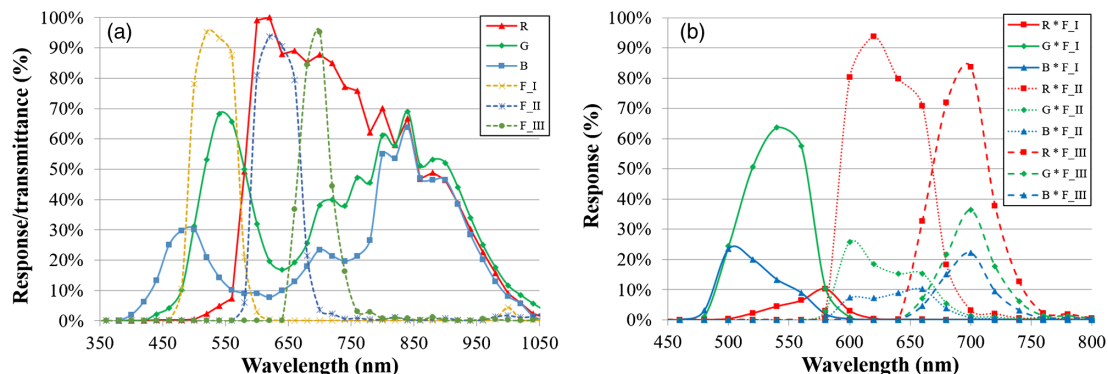 (a)
Response/transmittance (%)
100%
90%
80%
70%
60%
50%
40%
30%
20%
10%
0%
350 450 550 650 750 850 950 1050
Wavelength (nm)
R
G
B
F_I
F_II
F_III
(b)
Response (%)
100%
90%
80%
70%
60%
50%
40%
30%
20%
10%
0%
450 500 550 600 650 700 750 800
Wavelength (nm)
R * F_I
G * F_I
B * F_I
R * F_II
G * F_II
B * F_II
R * F_III
G * F_III
B * F_III